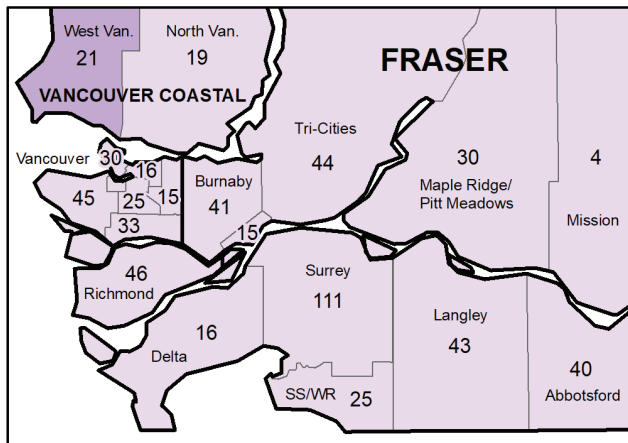 West Van.
21
North Van.
19
FRASER
VANCOUVER COASTAL
Tri-Cities
44
30
Maple Ridge/
Pitt Meadows
4
Mission
Vancouver
30
16
45
25
15
33
Burnaby
41
15
46
Richmond
Surrey
111
16
Delta
Langley
43
SS/WR
25
40
Abbotsford